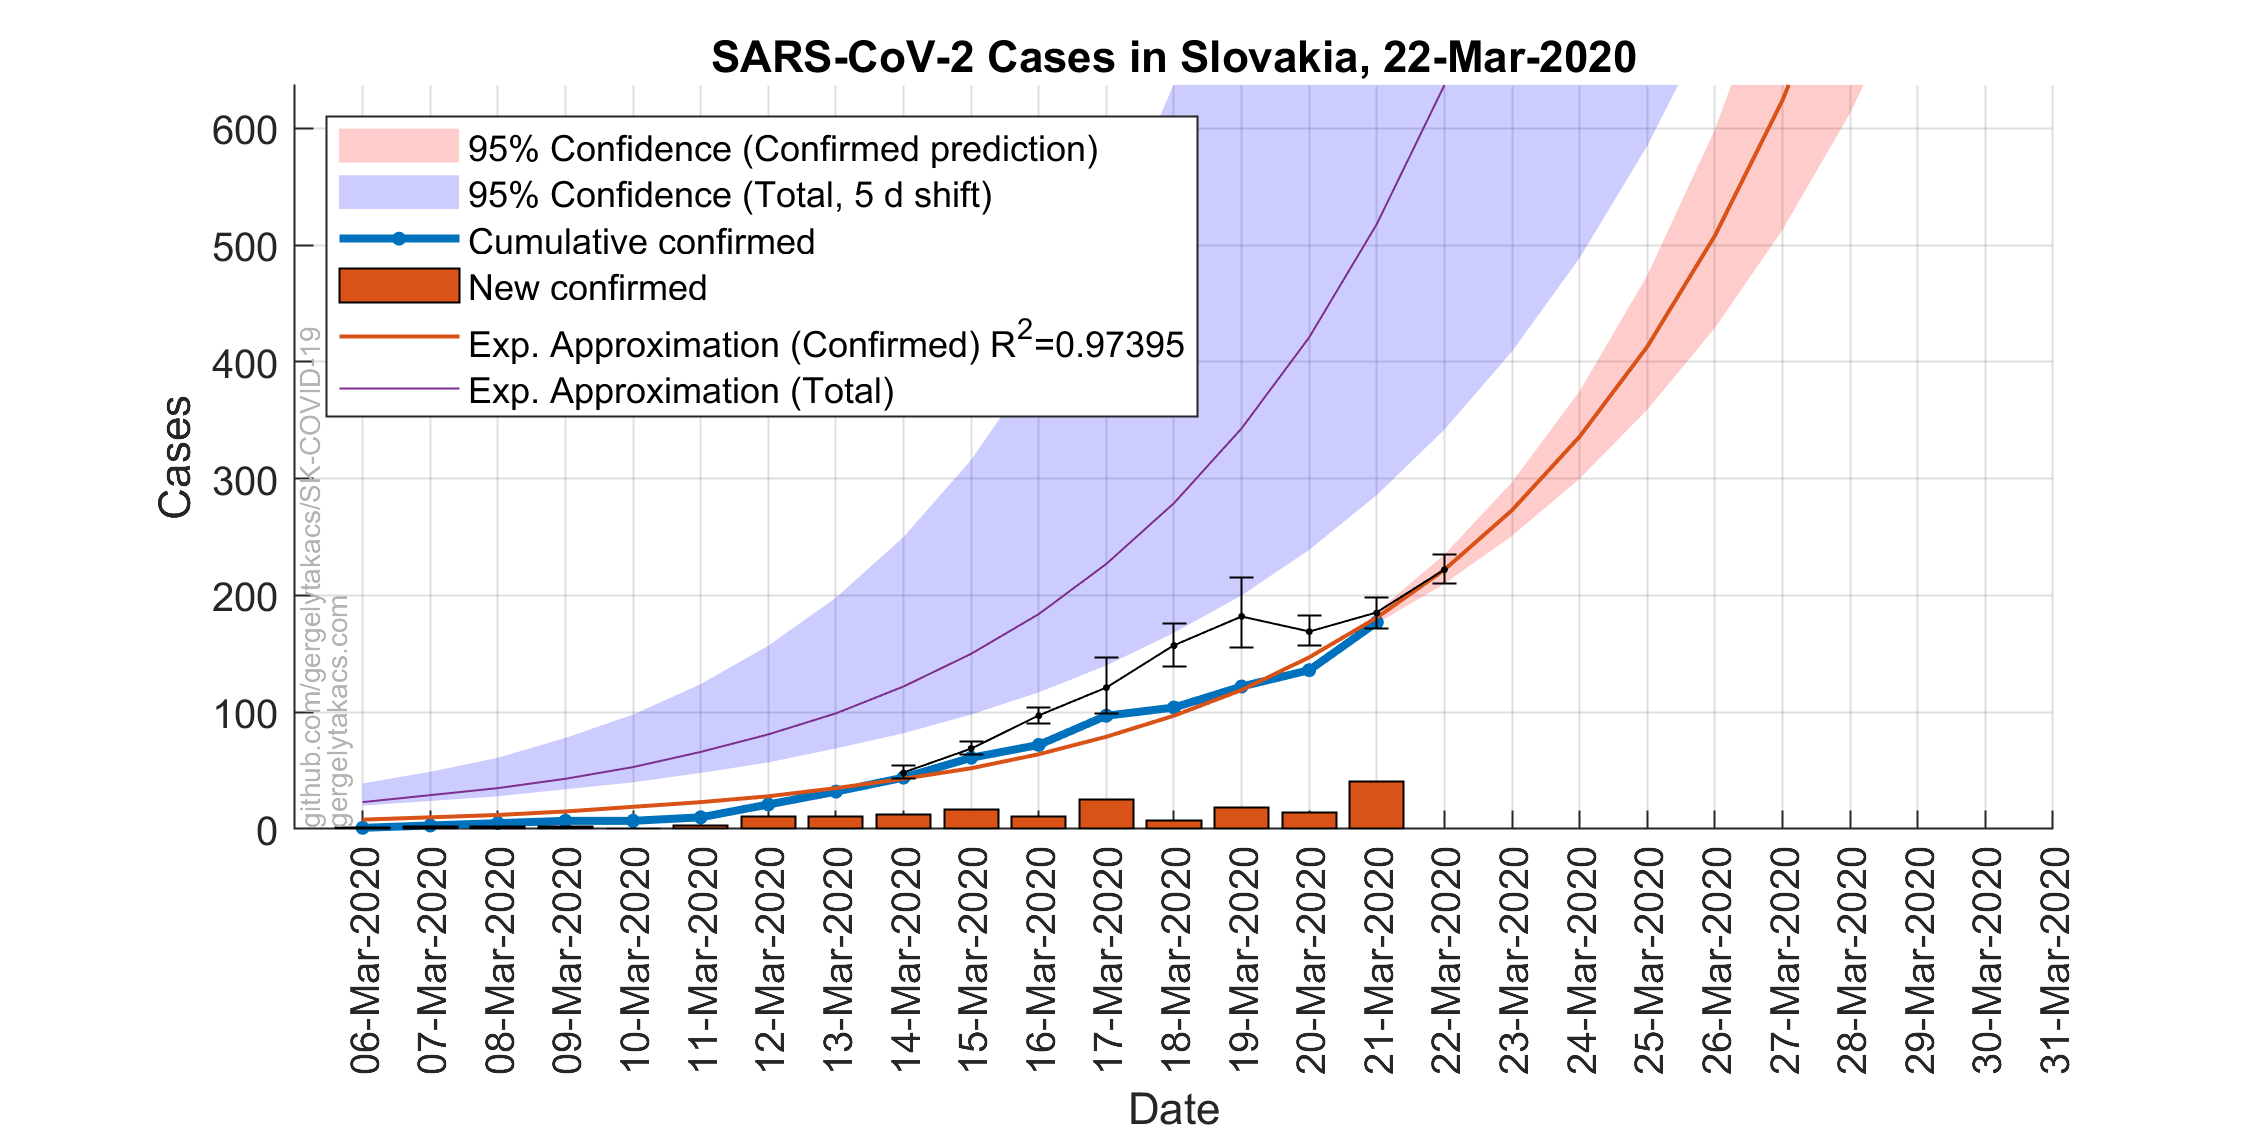 SARS-CoV-2 Cases in Slovakia, 22-Mar-2020
95% Confidence (Confirmed prediction)
95% Confidence (Total, 5 d shift)
Cumulative confirmed
New confirmed
Exp. Approximation (Confirmed) R²=0.97395
Exp. Approximation (Total)
600
500
400
300
200
100
0
Cases
github.com/gergelytakacs/SK-COVID-19
gergelytakacs.com
06-Mar-2020
07-Mar-2020
08-Mar-2020
09-Mar-2020
10-Mar-2020
11-Mar-2020
12-Mar-2020
13-Mar-2020
14-Mar-2020
15-Mar-2020
16-Mar-2020
17-Mar-2020
18-Mar-2020
19-Mar-2020
20-Mar-2020
21-Mar-2020
22-Mar-2020
23-Mar-2020
24-Mar-2020
25-Mar-2020
26-Mar-2020
27-Mar-2020
28-Mar-2020
29-Mar-2020
30-Mar-2020
31-Mar-2020
Date